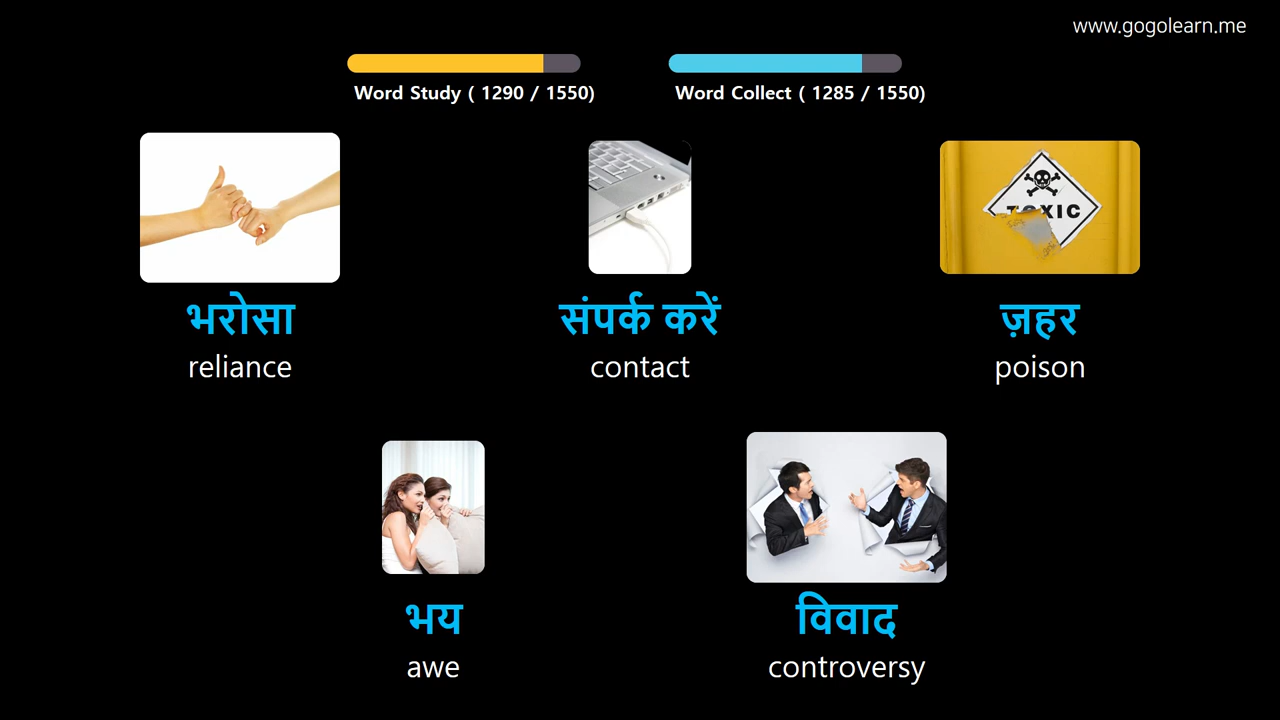 www.gogolearn.me
Word Study ( 1290 / 1550)
Word Collect ( 1285 / 1550)
TOXIC
भरोसा
reliance
संपर्क करें
contact
ज़हर
poison
भय
awe
विवाद
controversy